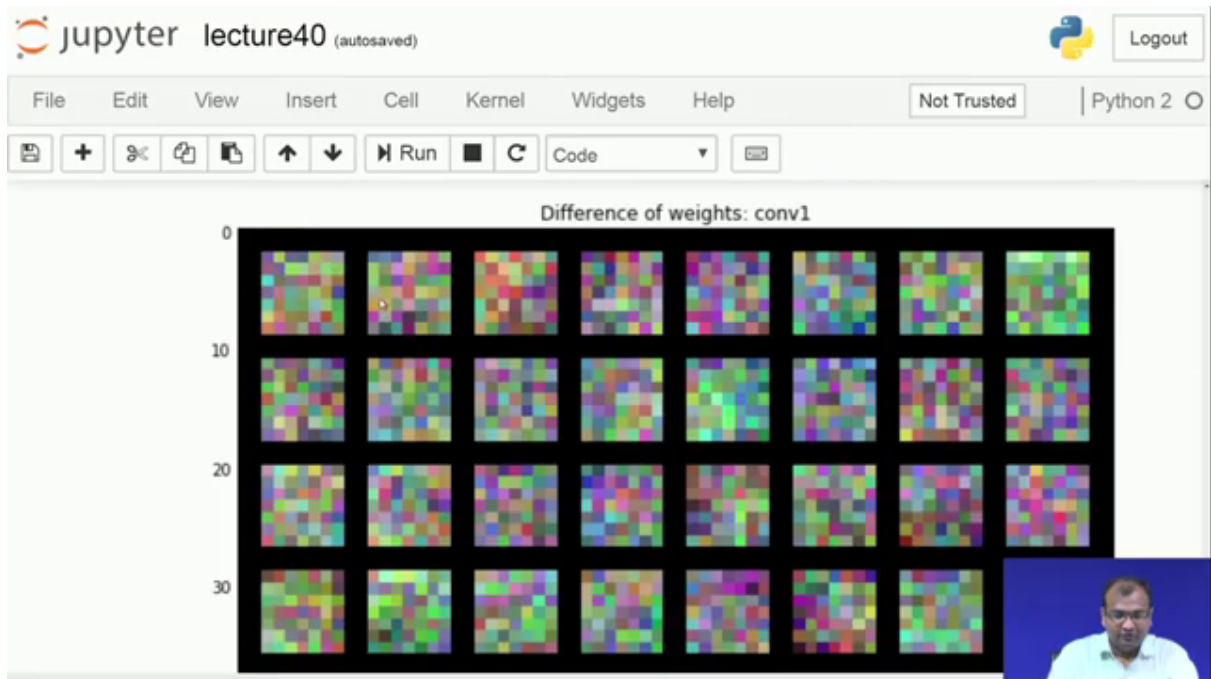 jupyter lecture40 (autosaved)
Logout
File Edit View Insert Cell Kernel Widgets Help Not Trusted Python 2
Run Code
Difference of weights: conv1
0
10
20
30